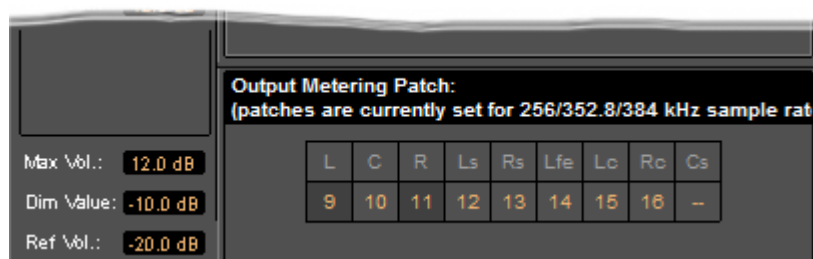 Output Metering Patch:
(patches are currently set for 256/352.8/384 kHz sample rat
L C R Ls Rs Lfe Lc Rc Cs
9 10 11 12 13 14 15 16 --
Max Vol.: 12.0 dB
Dim Value: -10.0 dB
Ref Vol.: -20.0 dB